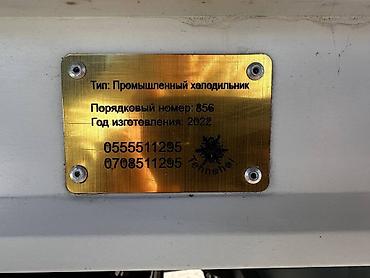 Тип: Промышленный холодильник
Порядковый номер: 856
Год изготовления: 2022
0555511295
0708511295